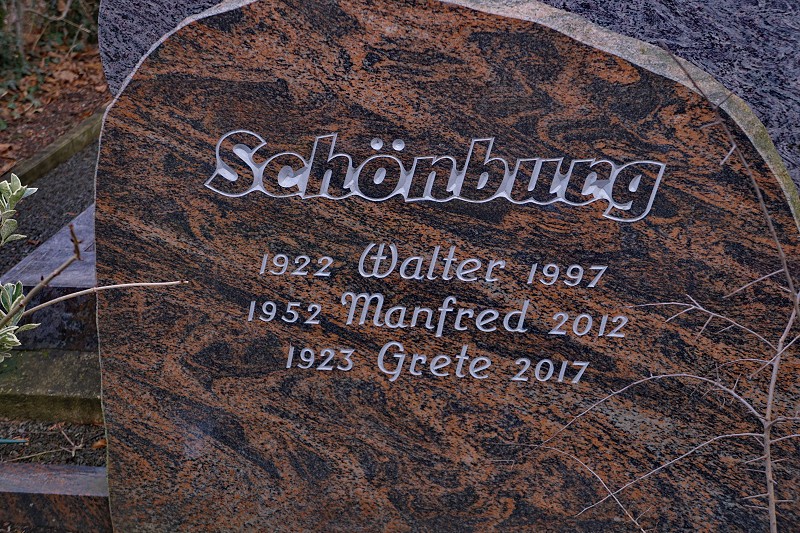 Schönburg
1922 Walter 1997
1952 Manfred 2012
1923 Grete 2017